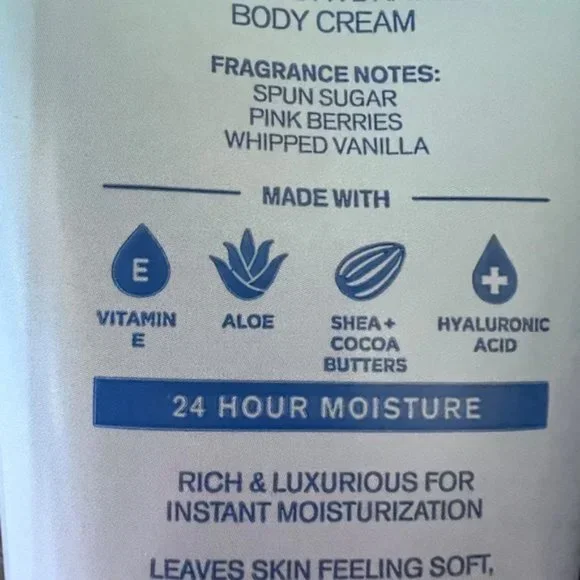 BODY CREAM
FRAGRANCE NOTES:
SPUN SUGAR
PINK BERRIES
WHIPPED VANILLA
MADE WITH
E
VITAMIN
E
ALOE
SHEA +
COCOA
BUTTERS
HYALURONIC
ACID
24 HOUR MOISTURE
RICH & LUXURIOUS FOR
INSTANT MOISTURIZATION
LEAVES SKIN FEELING SOFT,